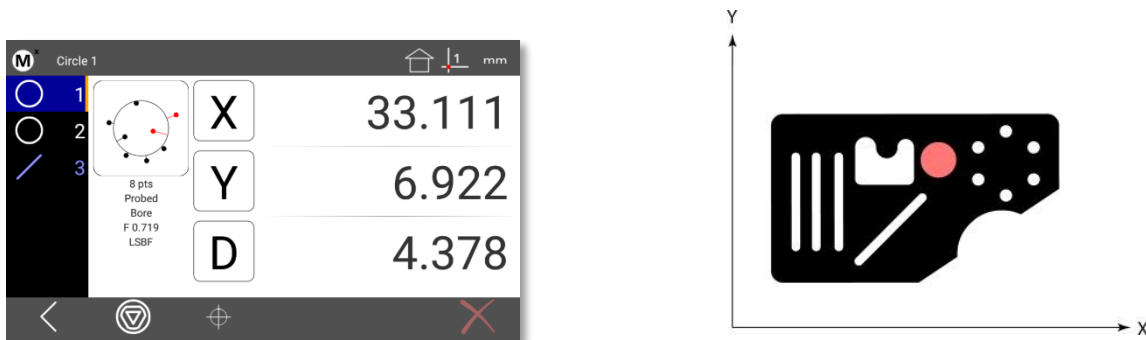 M x Circle 1 1 mm
1
2
3
8 pts
Probed
Bore
F 0.719
LSBF
X 33.111
Y 6.922
D 4.378
Y
X